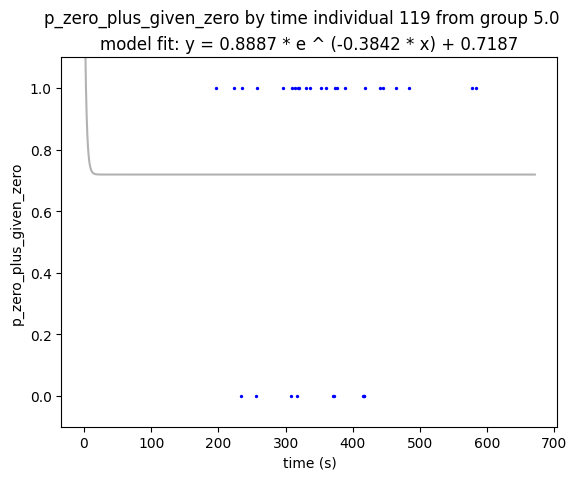 p_zero_plus_given_zero by time individual 119 from group 5.0
model fit: y = 0.8887 * e ^ (-0.3842 * x) + 0.7187
1.0
0.8
0.6
0.4
0.2
0.0
p_zero_plus_given_zero
0 100 200 300 400 500 600 700
time (s)